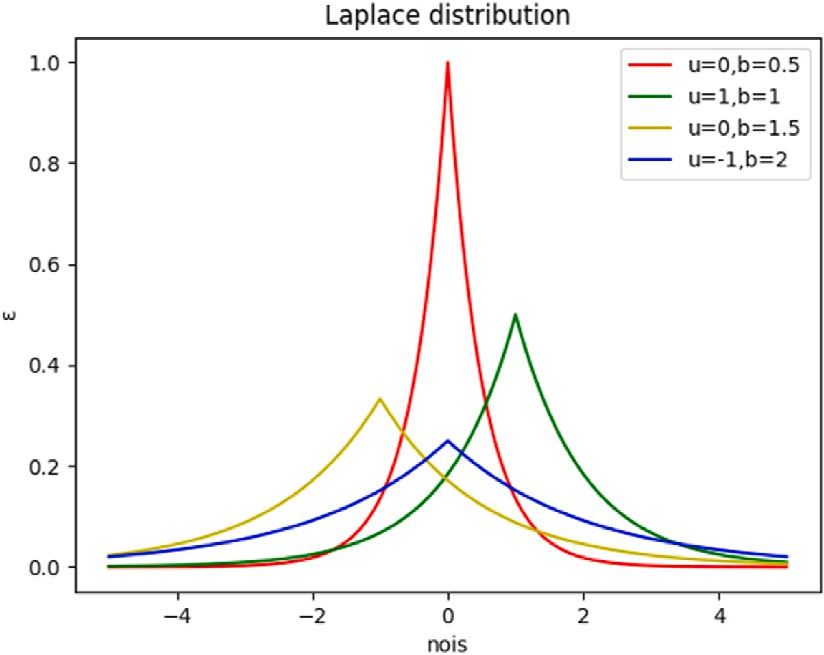 Laplace distribution
u=0,b=0.5
u=1,b=1
u=0,b=1.5
u=-1,b=2
1.0
0.8
0.6
0.4
0.2
0.0
ε
−4
−2
0
2
4
nois